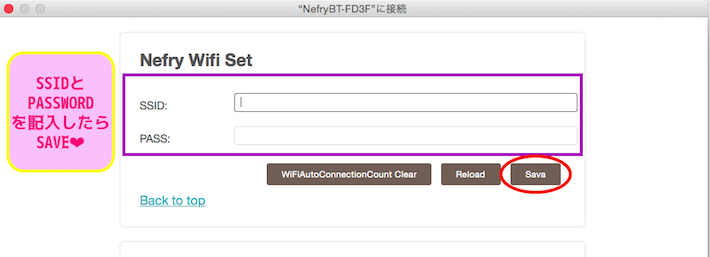 “NefryBT-FD3F”に接続
SSIDと
PASSWORD
を記入したら
SAVE❤
Nefry Wifi Set
SSID:
PASS:
WiFiAutoConnectionCount Clear
Reload
Sava
Back to top